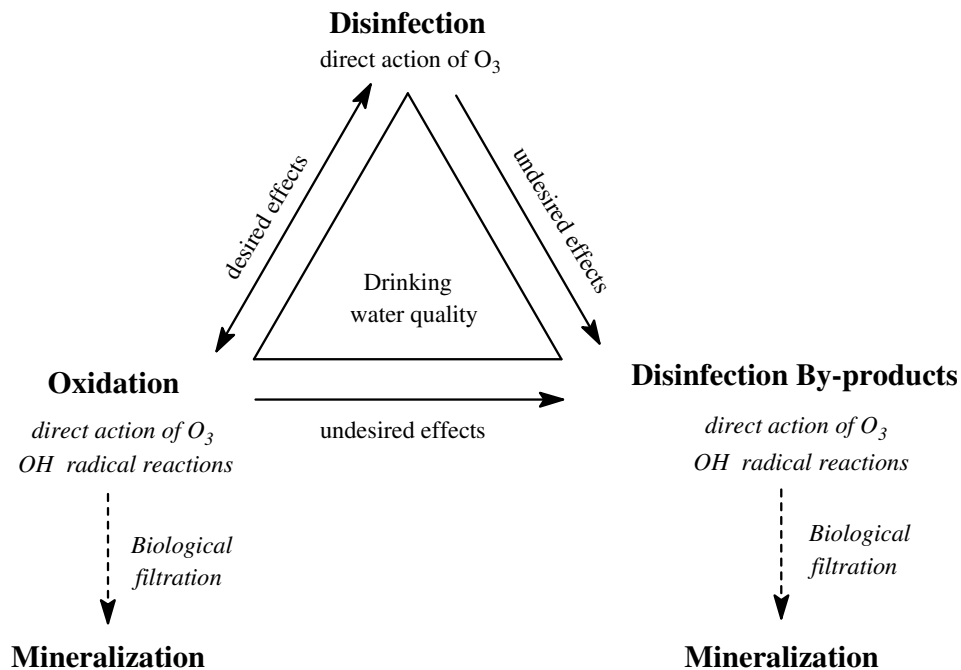 Disinfection
direct action of O₃
desired effects
undesired effects
Drinking
water quality
Oxidation
direct action of O₃
OH radical reactions
undesired effects
Disinfection By-products
direct action of O₃
OH radical reactions
Biological
filtration
Biological
filtration
Mineralization
Mineralization